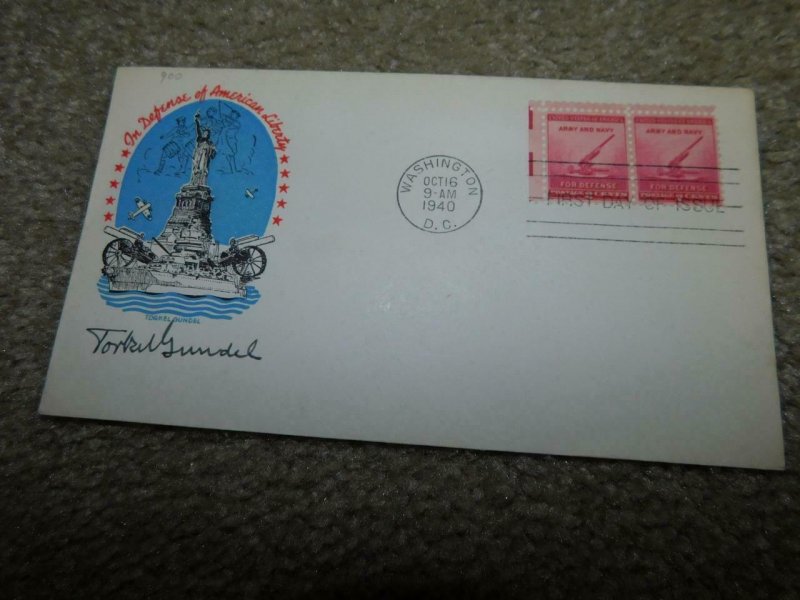 900
In Defense of American Liberty
TORKEL GUNDEL
Torkel Gundel
WASHINGTON
OCT 16
9-AM
1940
D.C.
UNITED STATES OF AMERICA
ARMY AND NAVY
FOR DEFENSE
UNITED STATES OF AMERICA
ARMY AND NAVY
FOR DEFENSE
FIRST DAY OF ISSUE